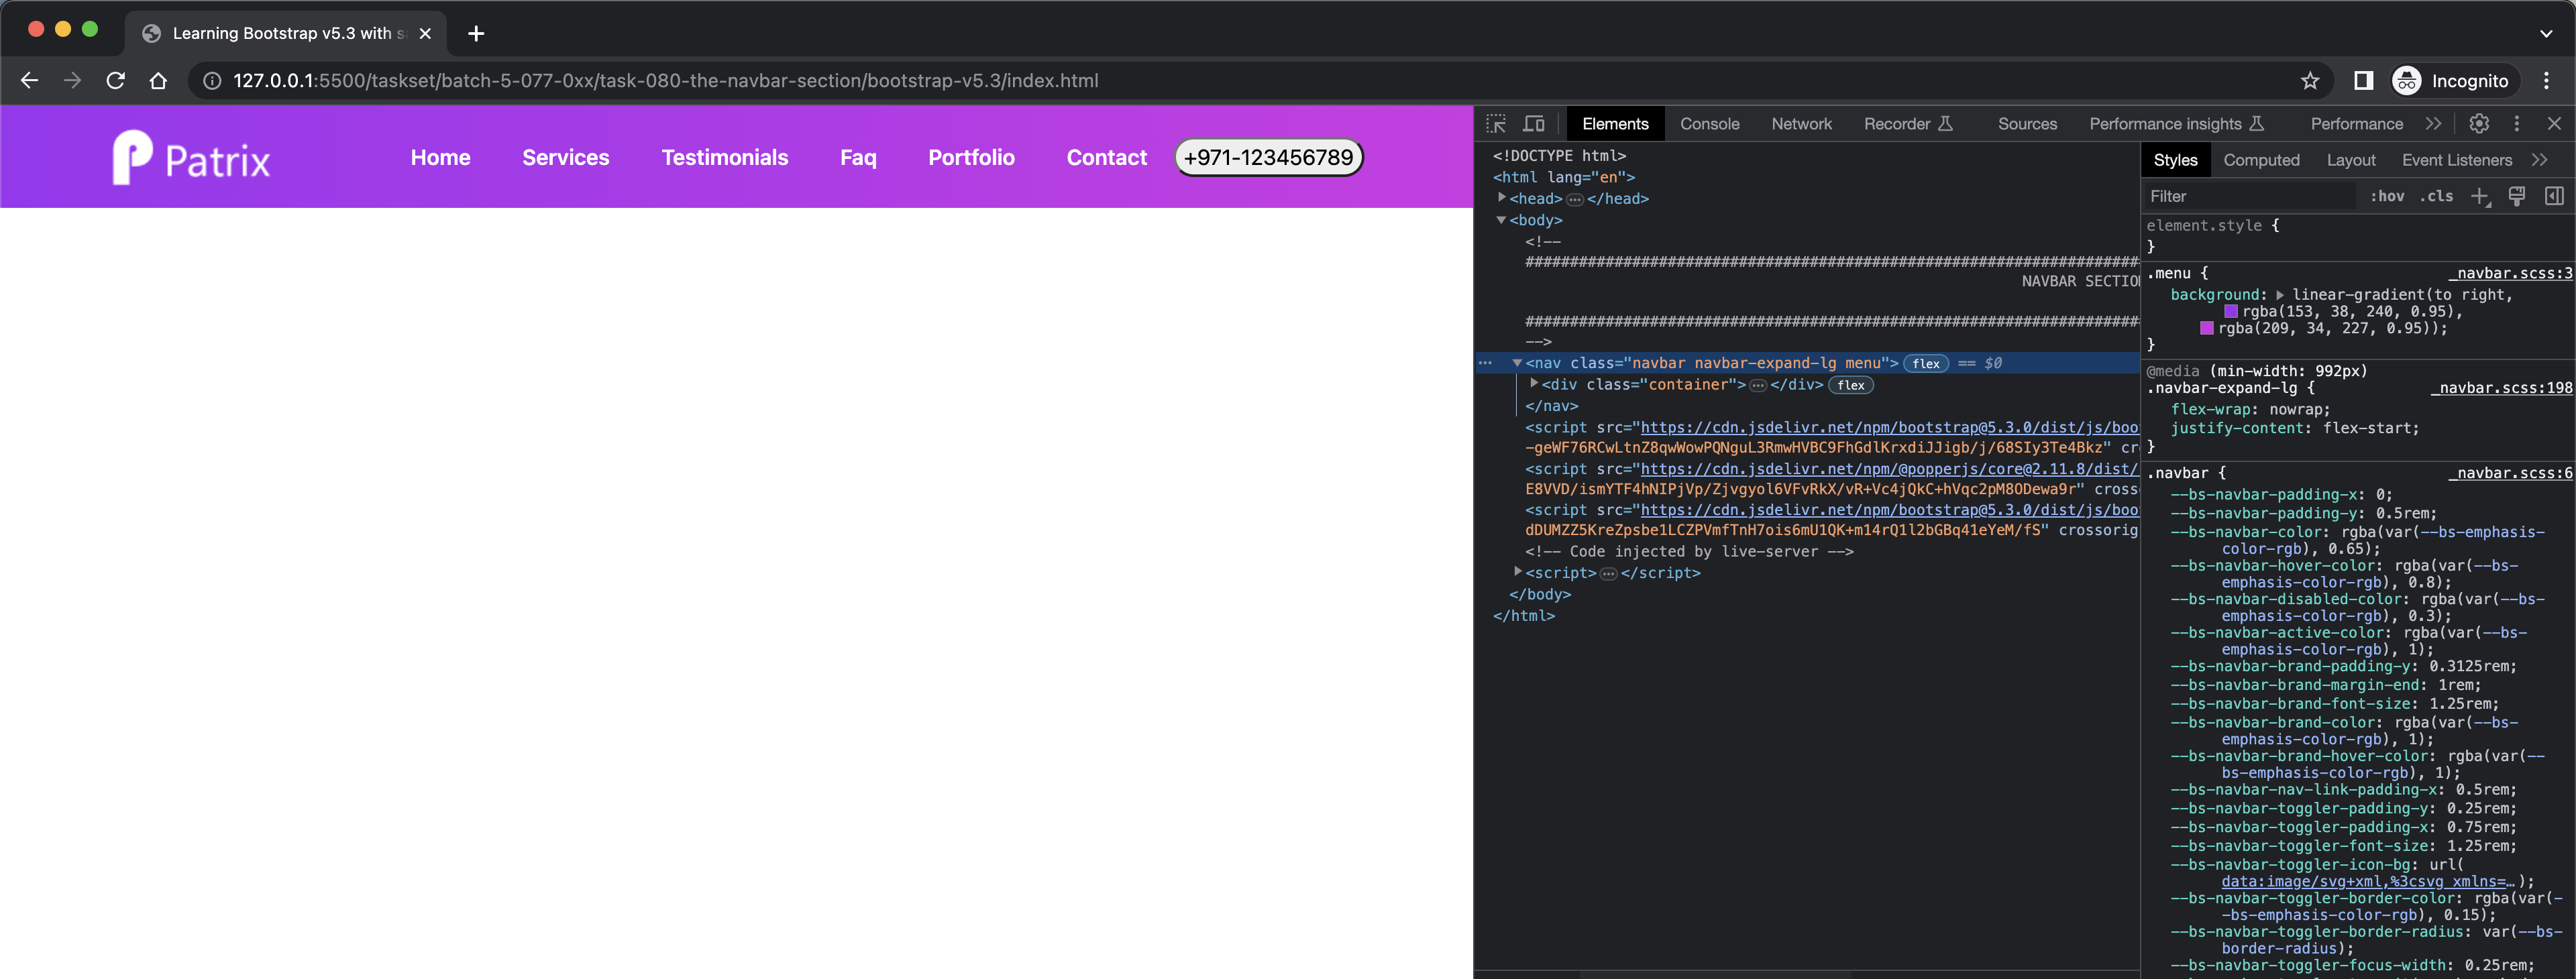 Learning Bootstrap v5.3 with s
127.0.0.1:5500/taskset/batch-5-077-0xx/task-080-the-navbar-section/bootstrap-v5.3/index.html
Incognito
Patrix
Home Services Testimonials Faq Portfolio Contact +971-123456789
Elements Console Network Recorder Sources Performance insights Performance
<!DOCTYPE html>
<html lang="en">
<head>…</head>
<body>
<!--
NAVBAR SECTIO
-->
<nav class="navbar navbar-expand-lg menu"> flex == $0
<div class="container">…</div> flex
</nav>
<script src="https://cdn.jsdelivr.net/npm/bootstrap@5.3.0/dist/js/boo
-geWF76RCwLtnZ8qwWowPQNguL3RmwHVBC9FhGdlKrxdiJJigb/j/68SIy3Te4Bkz" cr
<script src="https://cdn.jsdelivr.net/npm/@popperjs/core@2.11.8/dist/
E8VVD/ismYTF4hNIPjVp/Zjvgyol6VFvRkX/vR+Vc4jQkC+hVqc2pM8ODewa9r" cross
<script src="https://cdn.jsdelivr.net/npm/bootstrap@5.3.0/dist/js/boo
dDUMZZ5KreZpsbe1LCZPVmfTnH7ois6mU1QK+m14rQ1l2bGBq41eYeM/fS" crossorig
<!-- Code injected by live-server -->
<script>…</script>
</body>
</html>
Styles Computed Layout Event Listeners
Filter :hov .cls
element.style {
}
.menu { _navbar.scss:3
background: linear-gradient(to right,
rgba(153, 38, 240, 0.95),
rgba(209, 34, 227, 0.95));
}
@media (min-width: 992px)
.navbar-expand-lg { _navbar.scss:198
flex-wrap: nowrap;
justify-content: flex-start;
}
.navbar { _navbar.scss:6
--bs-navbar-padding-x: 0;
--bs-navbar-padding-y: 0.5rem;
--bs-navbar-color: rgba(var(--bs-emphasis-
color-rgb), 0.65);
--bs-navbar-hover-color: rgba(var(--bs-
emphasis-color-rgb), 0.8);
--bs-navbar-disabled-color: rgba(var(--bs-
emphasis-color-rgb), 0.3);
--bs-navbar-active-color: rgba(var(--bs-
emphasis-color-rgb), 1);
--bs-navbar-brand-padding-y: 0.3125rem;
--bs-navbar-brand-margin-end: 1rem;
--bs-navbar-brand-font-size: 1.25rem;
--bs-navbar-brand-color: rgba(var(--bs-
emphasis-color-rgb), 1);
--bs-navbar-brand-hover-color: rgba(var(--
bs-emphasis-color-rgb), 1);
--bs-navbar-nav-link-padding-x: 0.5rem;
--bs-navbar-toggler-padding-y: 0.25rem;
--bs-navbar-toggler-padding-x: 0.75rem;
--bs-navbar-toggler-font-size: 1.25rem;
--bs-navbar-toggler-icon-bg: url(
data:image/svg+xml,%3csvg xmlns=…);
--bs-navbar-toggler-border-color: rgba(var(-
-bs-emphasis-color-rgb), 0.15);
--bs-navbar-toggler-border-radius: var(--bs-
border-radius);
--bs-navbar-toggler-focus-width: 0.25rem;